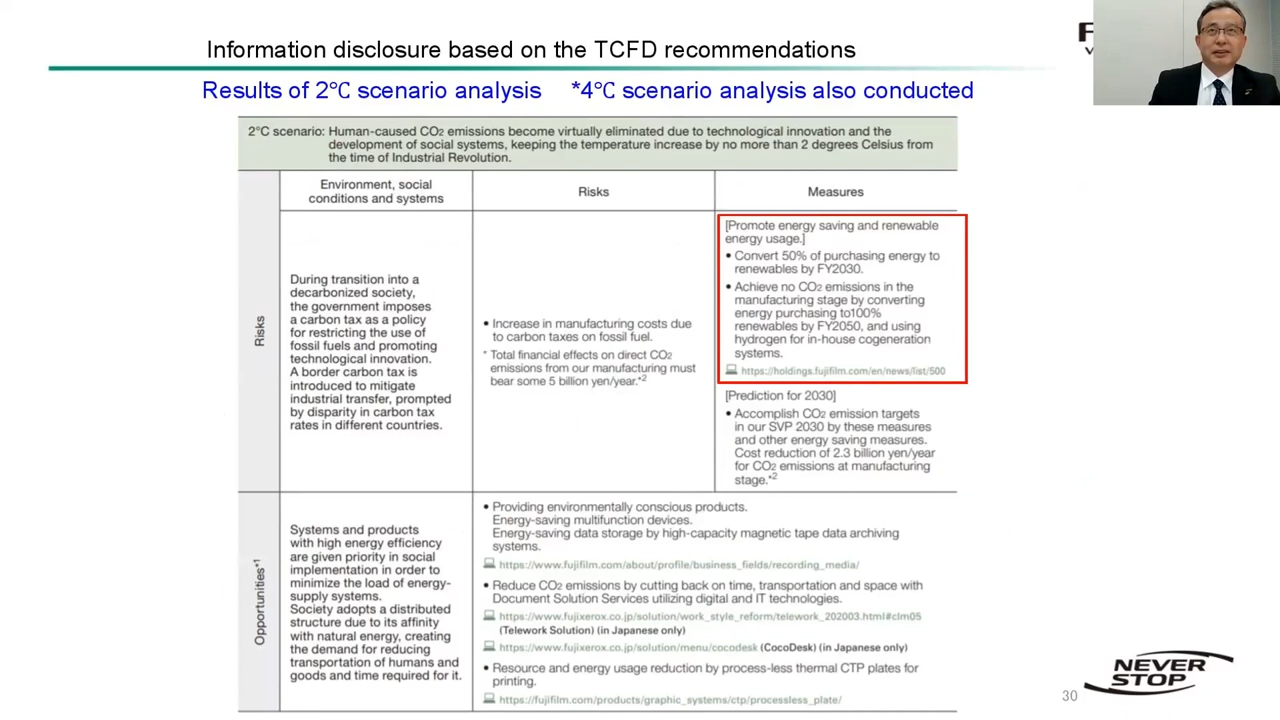 Information disclosure based on the TCFD recommendations
Results of 2℃ scenario analysis *4℃ scenario analysis also conducted
2°C scenario: Human-caused CO2 emissions become virtually eliminated due to technological innovation and the
development of social systems, keeping the temperature increase by no more than 2 degrees Celsius from
the time of Industrial Revolution.
Environment, social
conditions and systems
Risks
Measures
Risks
During transition into a
decarbonized society,
the government imposes
a carbon tax as a policy
for restricting the use of
fossil fuels and promoting
technological innovation.
A border carbon tax is
introduced to mitigate
industrial transfer, prompted
by disparity in carbon tax
rates in different countries.
• Increase in manufacturing costs due
to carbon taxes on fossil fuel.
* Total financial effects on direct CO2
emissions from our manufacturing must
bear some 5 billion yen/year.*2
[Promote energy saving and renewable
energy usage.]
• Convert 50% of purchasing energy to
renewables by FY2030.
• Achieve no CO2 emissions in the
manufacturing stage by converting
energy purchasing to100%
renewables by FY2050, and using
hydrogen for in-house cogeneration
systems.
https://holdings.fujifilm.com/en/news/list/500
[Prediction for 2030]
• Accomplish CO2 emission targets
in our SVP 2030 by these measures
and other energy saving measures.
Cost reduction of 2.3 billion yen/year
for CO2 emissions at manufacturing
stage.*2
Opportunities*1
Systems and products
with high energy efficiency
are given priority in social
implementation in order to
minimize the load of energy-
supply systems.
Society adopts a distributed
structure due to its affinity
with natural energy, creating
the demand for reducing
transportation of humans and
goods and time required for it.
• Providing environmentally conscious products.
Energy-saving multifunction devices.
Energy-saving data storage by high-capacity magnetic tape data archiving
systems.
https://www.fujifilm.com/about/profile/business_fields/recording_media/
• Reduce CO2 emissions by cutting back on time, transportation and space with
Document Solution Services utilizing digital and IT technologies.
https://www.fujixerox.co.jp/solution/work_style_reform/telework_202003.html#clm05
(Telework Solution) (in Japanese only)
https://www.fujixerox.co.jp/solution/menu/cocodesk (CocoDesk) (in Japanese only)
• Resource and energy usage reduction by process-less thermal CTP plates for
printing.
https://fujifilm.com/products/graphic_systems/ctp/processless_plate/
NEVER
STOP
30